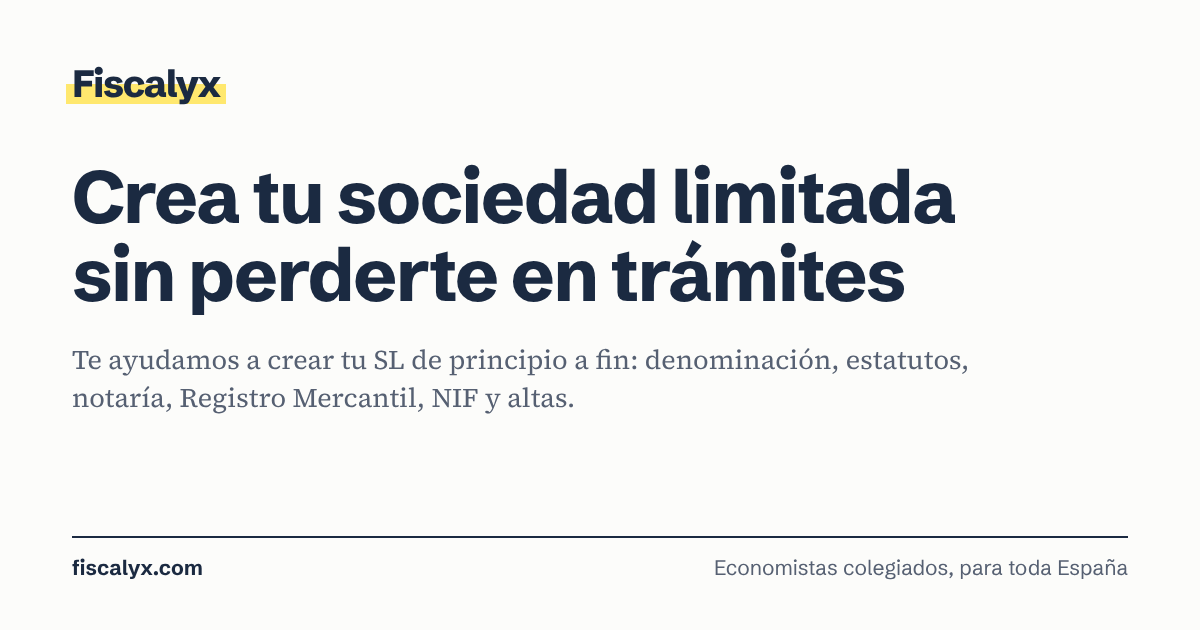 Fiscalyx
Crea tu sociedad limitada
sin perderte en trámites
Te ayudamos a crear tu SL de principio a fin: denominación, estatutos,
notaría, Registro Mercantil, NIF y altas.
fiscalyx.com
Economistas colegiados, para toda España